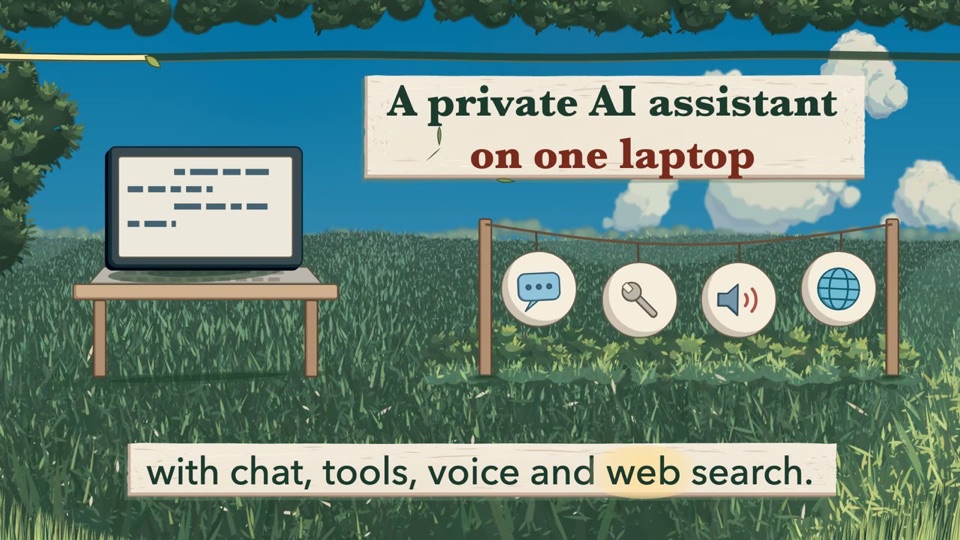 A private AI assistant
on one laptop
with chat, tools, voice and web search.